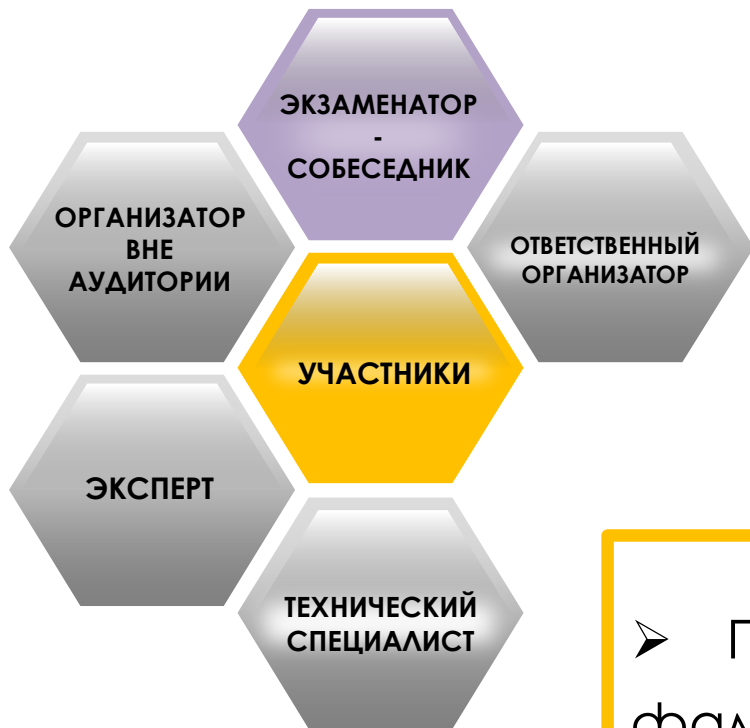 ЭКЗАМЕНАТОР
-
СОБЕСЕДНИК
ОРГАНИЗАТОР
ВНЕ
АУДИТОРИИ
ОТВЕТСТВЕННЫЙ
ОРГАНИЗАТОР
УЧАСТНИКИ
ЭКСПЕРТ
ТЕХНИЧЕСКИЙ
СПЕЦИАЛИСТ